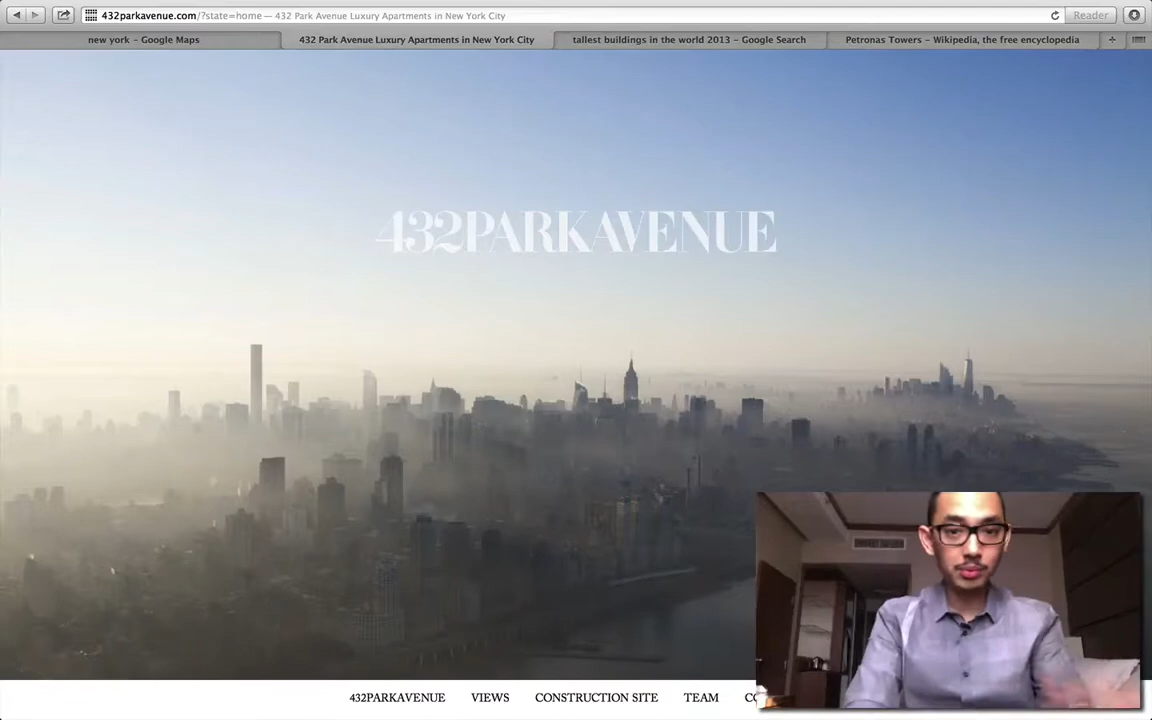 432parkavenue.com/?state=home — 432 Park Avenue Luxury Apartments in New York City
Reader
new york – Google Maps
432 Park Avenue Luxury Apartments in New York City
tallest buildings in the world 2013 – Google Search
Petronas Towers – Wikipedia, the free encyclopedia
432PARKAVENUE
432PARKAVENUE VIEWS CONSTRUCTION SITE TEAM